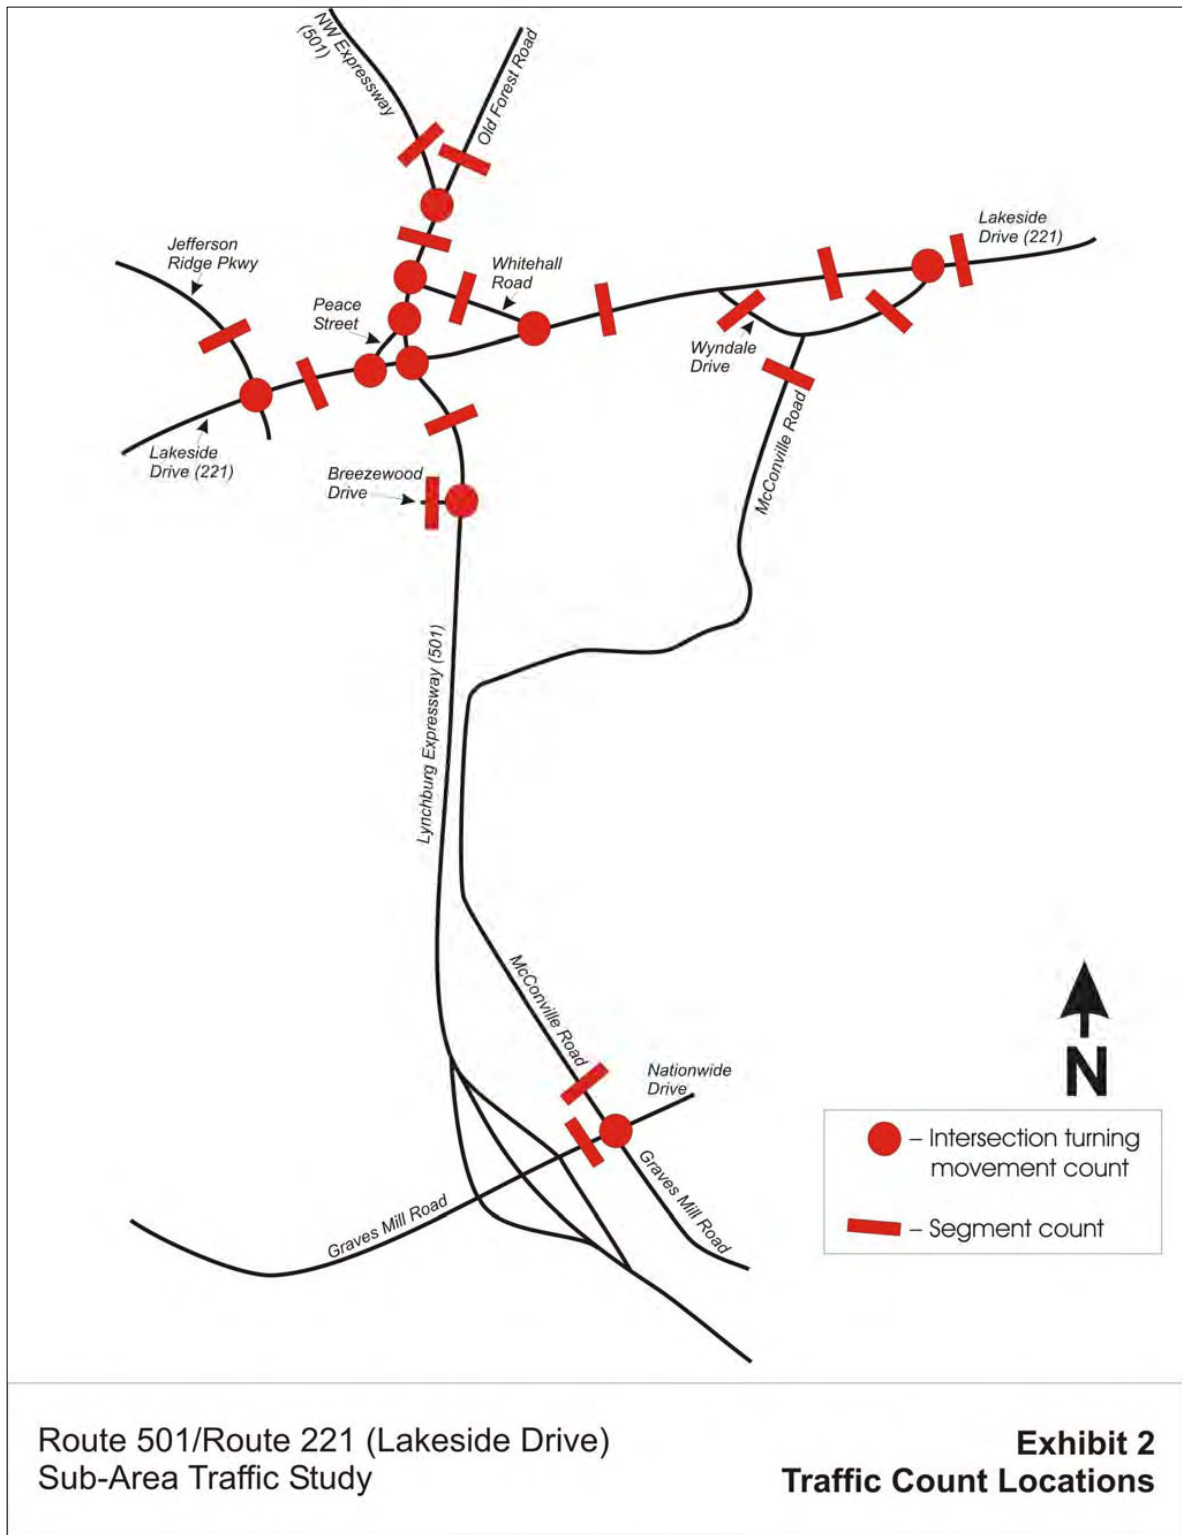 NW Expressway
(501)
Old Forest Road
Lakeside
Drive (221)
Jefferson
Ridge Pkwy
Whitehall
Road
Peace
Street
Wyndale
Drive
Lakeside
Drive (221)
Breezewood
Drive
McConville Road
Lynchburg Expressway (501)
McConville Road
Nationwide
Drive
Graves Mill Road
Graves Mill Road
N
– Intersection turning
movement count
– Segment count
Route 501/Route 221 (Lakeside Drive)
Sub-Area Traffic Study
Exhibit 2
Traffic Count Locations